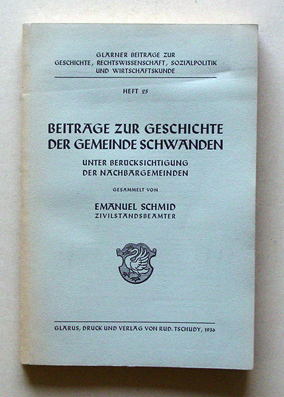 GLARNER BEITRÄGE ZUR
GESCHICHTE, RECHTSWISSENSCHAFT, SOZIALPOLITIK
UND WIRTSCHAFTSKUNDE
HEFT 25
BEITRÄGE ZUR GESCHICHTE
DER GEMEINDE SCHWANDEN
UNTER BERÜCKSICHTIGUNG
DER NACHBARGEMEINDEN
GESAMMELT VON
EMANUEL SCHMID
ZIVILSTANDSBEAMTER
GLARUS, DRUCK UND VERLAG VON RUD. TSCHUDY, 1936